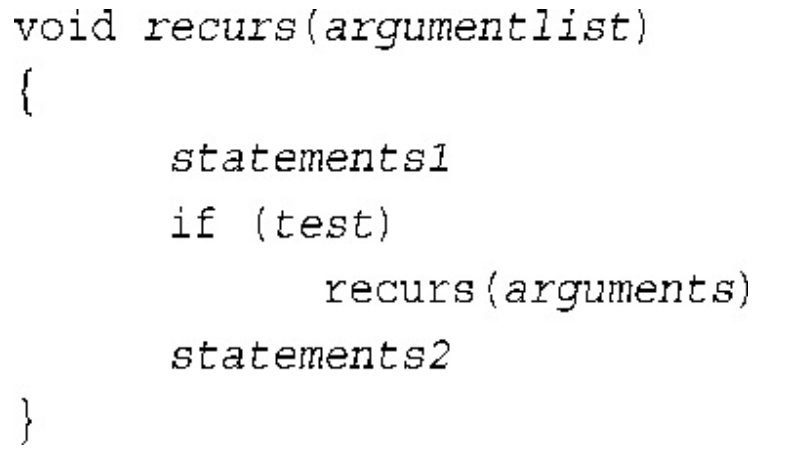 void recurs(argumentlist)
{
statements1
if (test)
recurs(arguments)
statements2
}